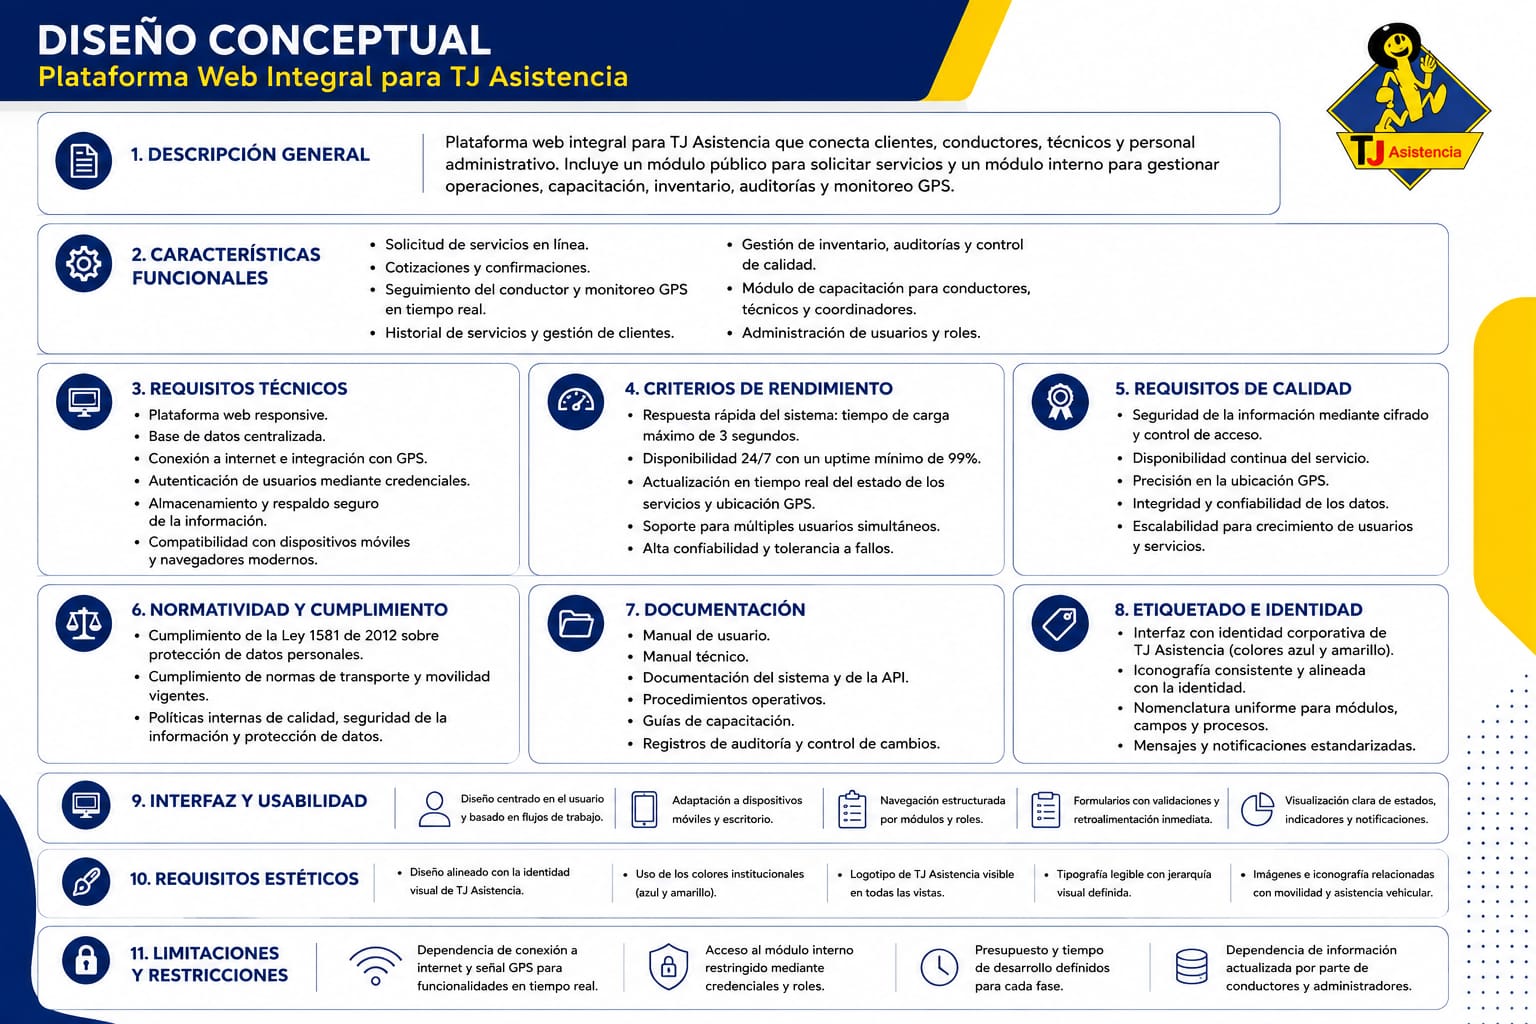 DISEÑO CONCEPTUAL
Plataforma Web Integral para TJ Asistencia
TJ Asistencia
1. DESCRIPCIÓN GENERAL
Plataforma web integral para TJ Asistencia que conecta clientes, conductores, técnicos y personal
administrativo. Incluye un módulo público para solicitar servicios y un módulo interno para gestionar
operaciones, capacitación, inventario, auditorías y monitoreo GPS.
2. CARACTERÍSTICAS
FUNCIONALES
• Solicitud de servicios en línea.
• Cotizaciones y confirmaciones.
• Seguimiento del conductor y monitoreo GPS
en tiempo real.
• Historial de servicios y gestión de clientes.
• Gestión de inventario, auditorías y control
de calidad.
• Módulo de capacitación para conductores,
técnicos y coordinadores.
• Administración de usuarios y roles.
3. REQUISITOS TÉCNICOS
• Plataforma web responsive.
• Base de datos centralizada.
• Conexión a internet e integración con GPS.
• Autenticación de usuarios mediante credenciales.
• Almacenamiento y respaldo seguro
de la información.
• Compatibilidad con dispositivos móviles
y navegadores modernos.
4. CRITERIOS DE RENDIMIENTO
• Respuesta rápida del sistema: tiempo de carga
máximo de 3 segundos.
• Disponibilidad 24/7 con un uptime mínimo de 99%.
• Actualización en tiempo real del estado de los
servicios y ubicación GPS.
• Soporte para múltiples usuarios simultáneos.
• Alta confiabilidad y tolerancia a fallos.
5. REQUISITOS DE CALIDAD
• Seguridad de la información mediante cifrado
y control de acceso.
• Disponibilidad continua del servicio.
• Precisión en la ubicación GPS.
• Integridad y confiabilidad de los datos.
• Escalabilidad para crecimiento de usuarios
y servicios.
6. NORMATIVIDAD Y CUMPLIMIENTO
• Cumplimiento de la Ley 1581 de 2012 sobre
protección de datos personales.
• Cumplimiento de normas de transporte y movilidad
vigentes.
• Políticas internas de calidad, seguridad de la
información y protección de datos.
7. DOCUMENTACIÓN
• Manual de usuario.
• Manual técnico.
• Documentación del sistema y de la API.
• Procedimientos operativos.
• Guías de capacitación.
• Registros de auditoría y control de cambios.
8. ETIQUETADO E IDENTIDAD
• Interfaz con identidad corporativa de
TJ Asistencia (colores azul y amarillo).
• Iconografía consistente y alineada
con la identidad.
• Nomenclatura uniforme para módulos,
campos y procesos.
• Mensajes y notificaciones estandarizadas.
9. INTERFAZ Y USABILIDAD
Diseño centrado en el usuario
y basado en flujos de trabajo.
Adaptación a dispositivos
móviles y escritorio.
Navegación estructurada
por módulos y roles.
Formularios con validaciones y
retroalimentación inmediata.
Visualización clara de estados,
indicadores y notificaciones.
10. REQUISITOS ESTÉTICOS
• Diseño alineado con la identidad
visual de TJ Asistencia.
• Uso de los colores institucionales
(azul y amarillo).
• Logotipo de TJ Asistencia visible
en todas las vistas.
• Tipografía legible con jerarquía
visual definida.
• Imágenes e iconografía relacionadas
con movilidad y asistencia vehicular.
11. LIMITACIONES
Y RESTRICCIONES
Dependencia de conexión a
internet y señal GPS para
funcionalidades en tiempo real.
Acceso al módulo interno
restringido mediante
credenciales y roles.
Presupuesto y tiempo
de desarrollo definidos
para cada fase.
Dependencia de información
actualizada por parte de
conductores y administradores.